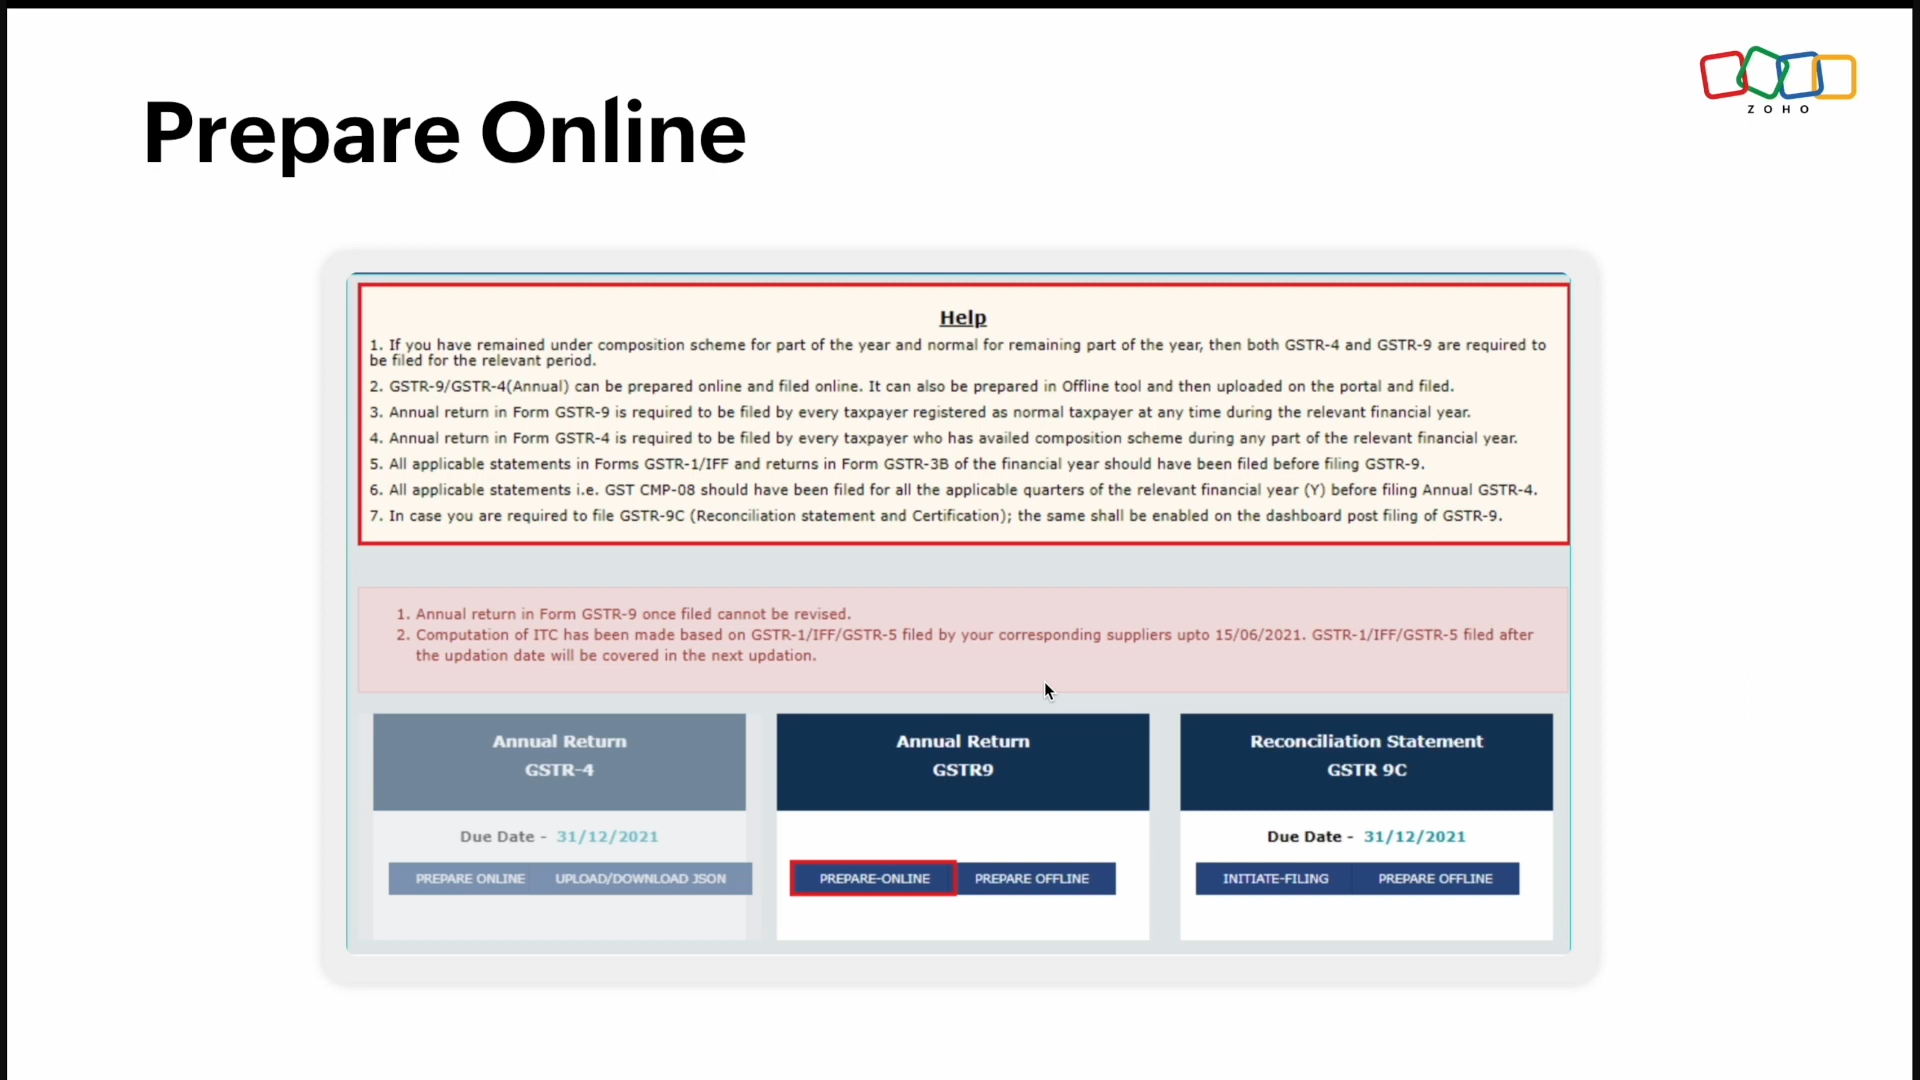 Prepare Online
ZOHO
Help
1. If you have remained under composition scheme for part of the year and normal for remaining part of the year, then both GSTR-4 and GSTR-9 are required to
be filed for the relevant period.
2. GSTR-9/GSTR-4(Annual) can be prepared online and filed online. It can also be prepared in Offline tool and then uploaded on the portal and filed.
3. Annual return in Form GSTR-9 is required to be filed by every taxpayer registered as normal taxpayer at any time during the relevant financial year.
4. Annual return in Form GSTR-4 is required to be filed by every taxpayer who has availed composition scheme during any part of the relevant financial year.
5. All applicable statements in Forms GSTR-1/IFF and returns in Form GSTR-3B of the financial year should have been filed before filing GSTR-9.
6. All applicable statements i.e. GST CMP-08 should have been filed for all the applicable quarters of the relevant financial year (Y) before filing Annual GSTR-4.
7. In case you are required to file GSTR-9C (Reconciliation statement and Certification); the same shall be enabled on the dashboard post filing of GSTR-9.
1. Annual return in Form GSTR-9 once filed cannot be revised.
2. Computation of ITC has been made based on GSTR-1/IFF/GSTR-5 filed by your corresponding suppliers upto 15/06/2021. GSTR-1/IFF/GSTR-5 filed after
the updation date will be covered in the next updation.
Annual Return
GSTR-4
Due Date - 31/12/2021
PREPARE ONLINE UPLOAD/DOWNLOAD JSON
Annual Return
GSTR9
PREPARE-ONLINE PREPARE OFFLINE
Reconciliation Statement
GSTR 9C
Due Date - 31/12/2021
INITIATE-FILING PREPARE OFFLINE